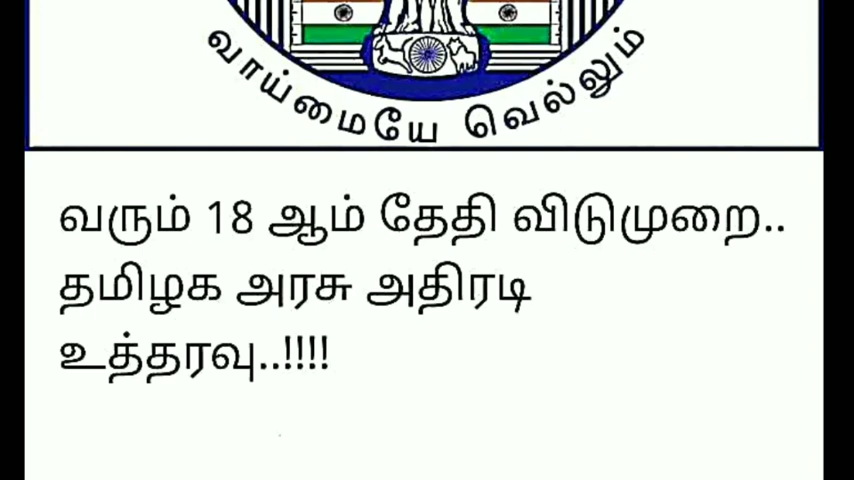 வாய்மையே வெல்லும்
வரும் 18 ஆம் தேதி விடுமுறை..
தமிழக அரசு அதிரடி
உத்தரவு..!!!!